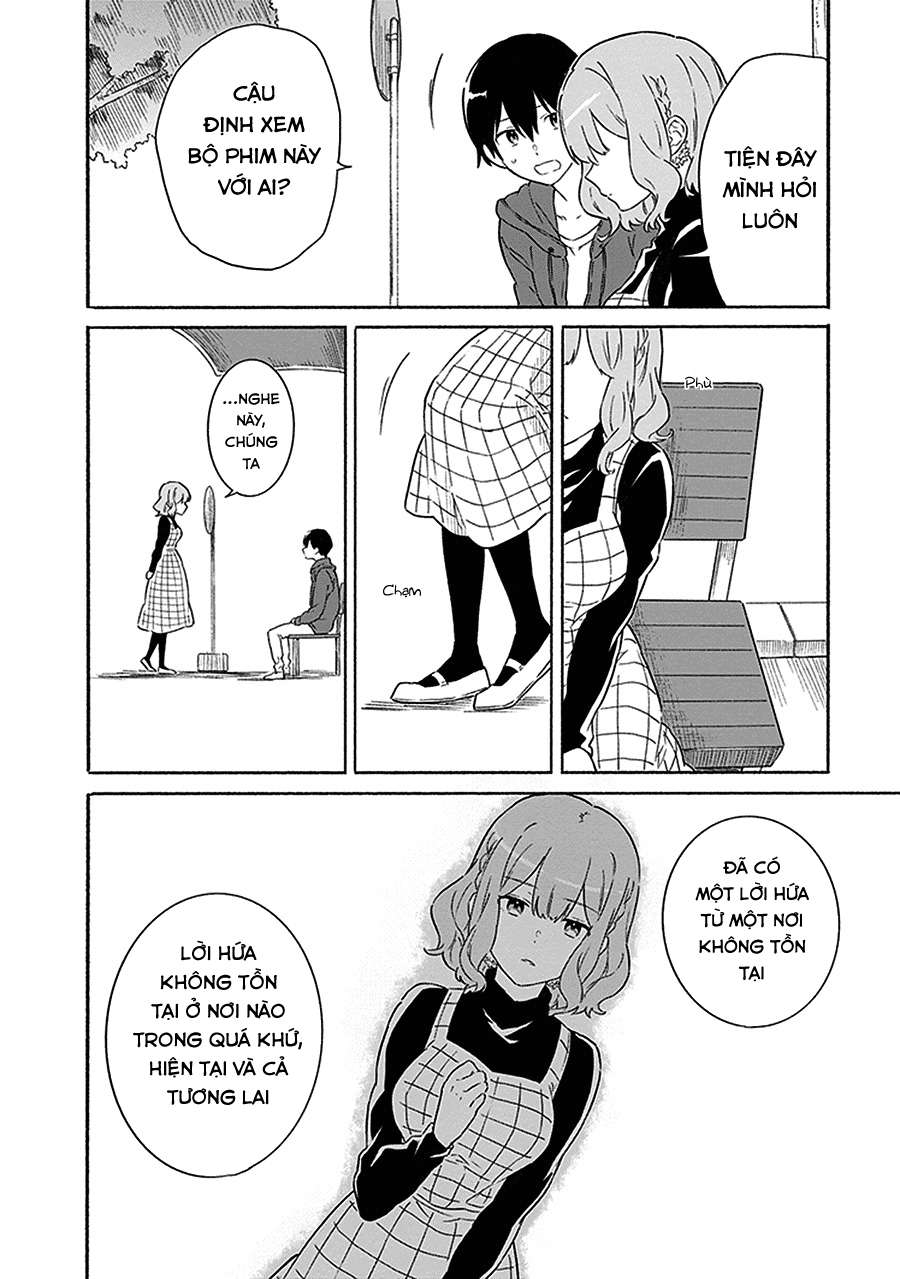 TIỆN ĐÂY
MÌNH HỎI
LUÔN
CẬU
ĐỊNH XEM
BỘ PHIM NÀY
VỚI AI?
Phù
Chạm
...NGHE
NÀY,
CHÚNG
TA
ĐÃ CÓ
MỘT LỜI HỨA
TỪ MỘT NƠI
KHÔNG TỒN
TẠI
LỜI HỨA
KHÔNG TỒN
TẠI Ở NƠI NÀO
TRONG QUÁ KHỨ,
HIỆN TẠI VÀ CẢ
TƯƠNG LAI